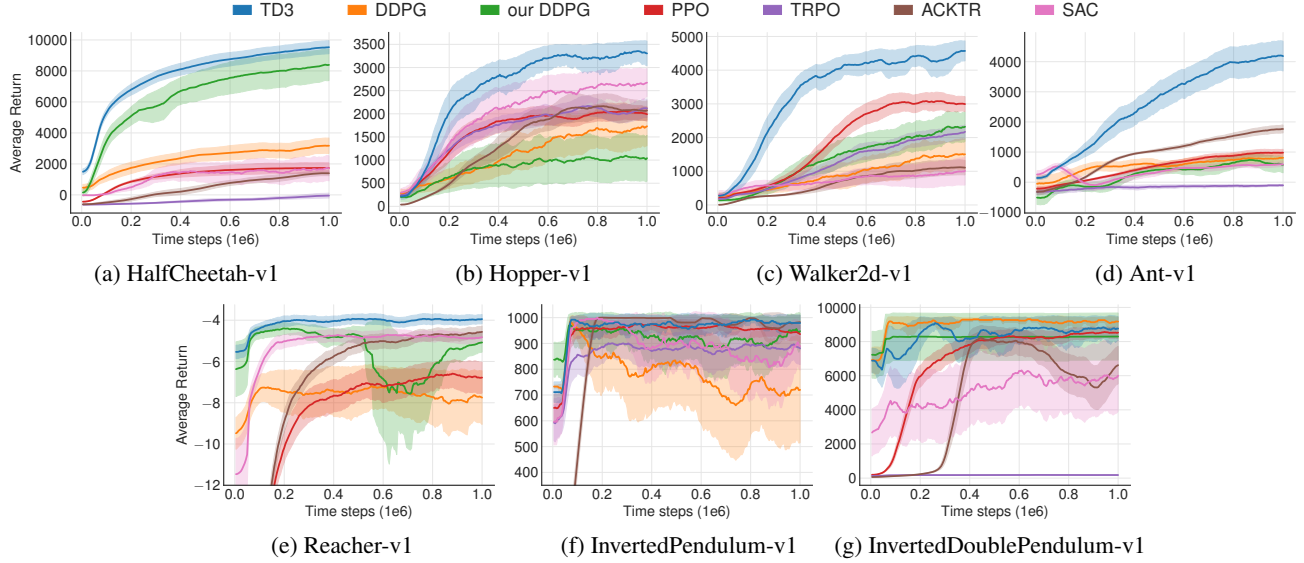 TD3 DDPG our DDPG PPO TRPO ACKTR SAC
Average Return
10000
8000
6000
4000
2000
0
0.0 0.2 0.4 0.6 0.8 1.0
Time steps (1e6)
(a) HalfCheetah-v1
3500
3000
2500
2000
1500
1000
500
0
0.0 0.2 0.4 0.6 0.8 1.0
Time steps (1e6)
(b) Hopper-v1
5000
4000
3000
2000
1000
0
0.0 0.2 0.4 0.6 0.8 1.0
Time steps (1e6)
(c) Walker2d-v1
4000
3000
2000
1000
0
−1000
0.0 0.2 0.4 0.6 0.8 1.0
Time steps (1e6)
(d) Ant-v1
Average Return
−4
−6
−8
−10
−12
0.0 0.2 0.4 0.6 0.8 1.0
Time steps (1e6)
(e) Reacher-v1
1000
900
800
700
600
500
400
0.0 0.2 0.4 0.6 0.8 1.0
Time steps (1e6)
(f) InvertedPendulum-v1
10000
8000
6000
4000
2000
0
0.0 0.2 0.4 0.6 0.8 1.0
Time steps (1e6)
(g) InvertedDoublePendulum-v1